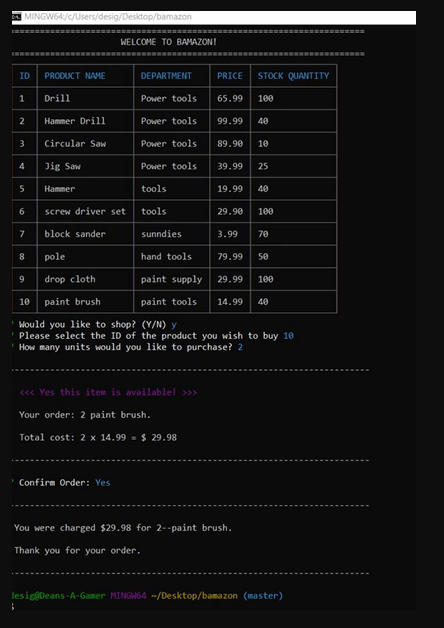 MINGW64:/c/Users/desig/Desktop/bamazon
WELCOME TO BAMAZON!
ID PRODUCT NAME DEPARTMENT PRICE STOCK QUANTITY
1 Drill Power tools 65.99 100
2 Hammer Drill Power tools 99.99 40
3 Circular Saw Power tools 89.90 10
4 Jig Saw Power tools 39.99 25
5 Hammer tools 19.99 40
6 screw driver set tools 29.90 100
7 block sander sunndies 3.99 70
8 pole hand tools 79.99 50
9 drop cloth paint supply 29.99 100
10 paint brush paint tools 14.99 40
Would you like to shop? (Y/N) y
Please select the ID of the product you wish to buy 10
How many units would you like to purchase? 2
<<< Yes this item is available! >>>
Your order: 2 paint brush.
Total cost: 2 x 14.99 = $ 29.98
Confirm Order: Yes
You were charged $29.98 for 2--paint brush.
Thank you for your order.
desig@Deans-A-Gamer MINGW64 ~/Desktop/bamazon (master)
$